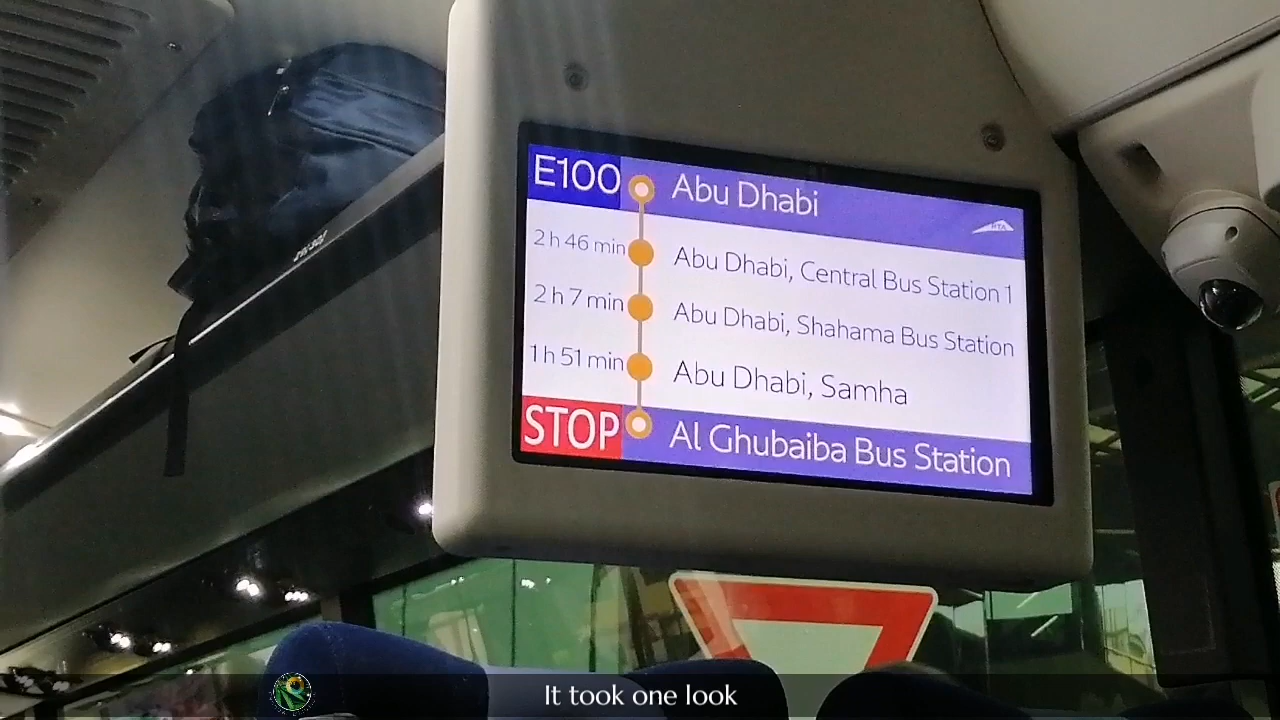 E100
Abu Dhabi
RTA
2 h 46 min
Abu Dhabi, Central Bus Station 1
2 h 7 min
Abu Dhabi, Shahama Bus Station
1 h 51 min
Abu Dhabi, Samha
STOP
Al Ghubaiba Bus Station
It took one look